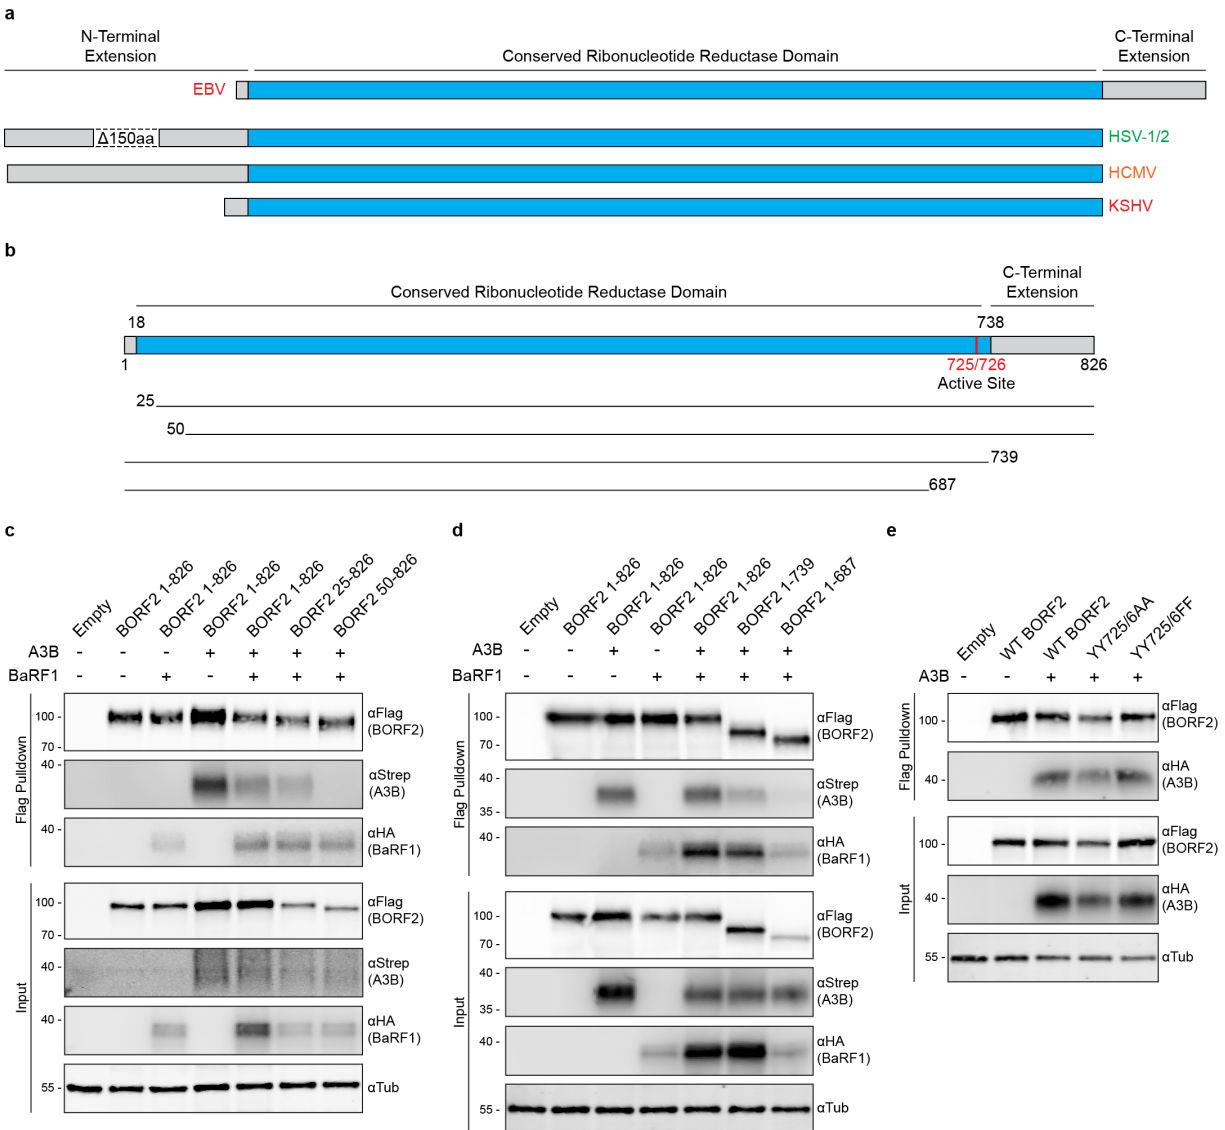 a
N-Terminal
Extension
Conserved Ribonucleotide Reductase Domain
C-Terminal
Extension
EBV
Δ150aa
HSV-1/2
HCMV
KSHV
b
Conserved Ribonucleotide Reductase Domain
C-Terminal
Extension
18
738
1
725/726
826
Active Site
25
50
739
687
c
Empty
BORF2 1-826
BORF2 1-826
BORF2 1-826
BORF2 1-826
BORF2 25-826
BORF2 50-826
A3B - - - + + + +
BaRF1 - - + - + + +
Flag Pulldown
100 -
70 -
αFlag
(BORF2)
40 -
αStrep
(A3B)
40 -
αHA
(BaRF1)
Input
100 -
70 -
αFlag
(BORF2)
40 -
αStrep
(A3B)
40 -
αHA
(BaRF1)
55 -
αTub
d
Empty
BORF2 1-826
BORF2 1-826
BORF2 1-826
BORF2 1-826
BORF2 1-739
BORF2 1-687
A3B - - + - + + +
BaRF1 - - - + + + +
Flag Pulldown
100 -
70 -
αFlag
(BORF2)
40 -
35 -
αStrep
(A3B)
40 -
αHA
(BaRF1)
Input
100 -
70 -
αFlag
(BORF2)
40 -
35 -
αStrep
(A3B)
40 -
αHA
(BaRF1)
55 -
αTub
e
Empty
WT BORF2
WT BORF2
YY725/6AA
YY725/6FF
A3B - - + + +
Flag Pulldown
100 -
αFlag
(BORF2)
40 -
αHA
(A3B)
Input
100 -
αFlag
(BORF2)
40 -
αHA
(A3B)
55 -
αTub